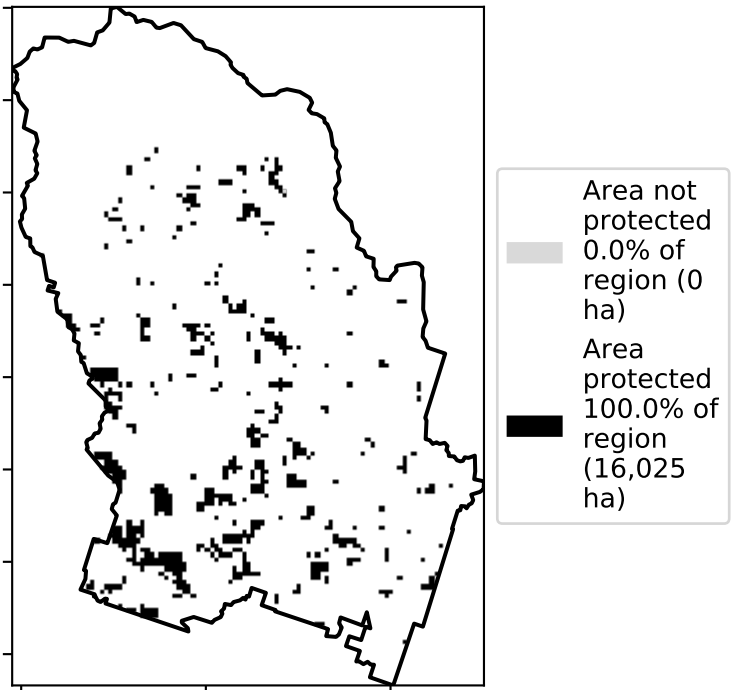 Area not
protected
0.0% of
region (0
ha)
Area
protected
100.0% of
region
(16,025
ha)